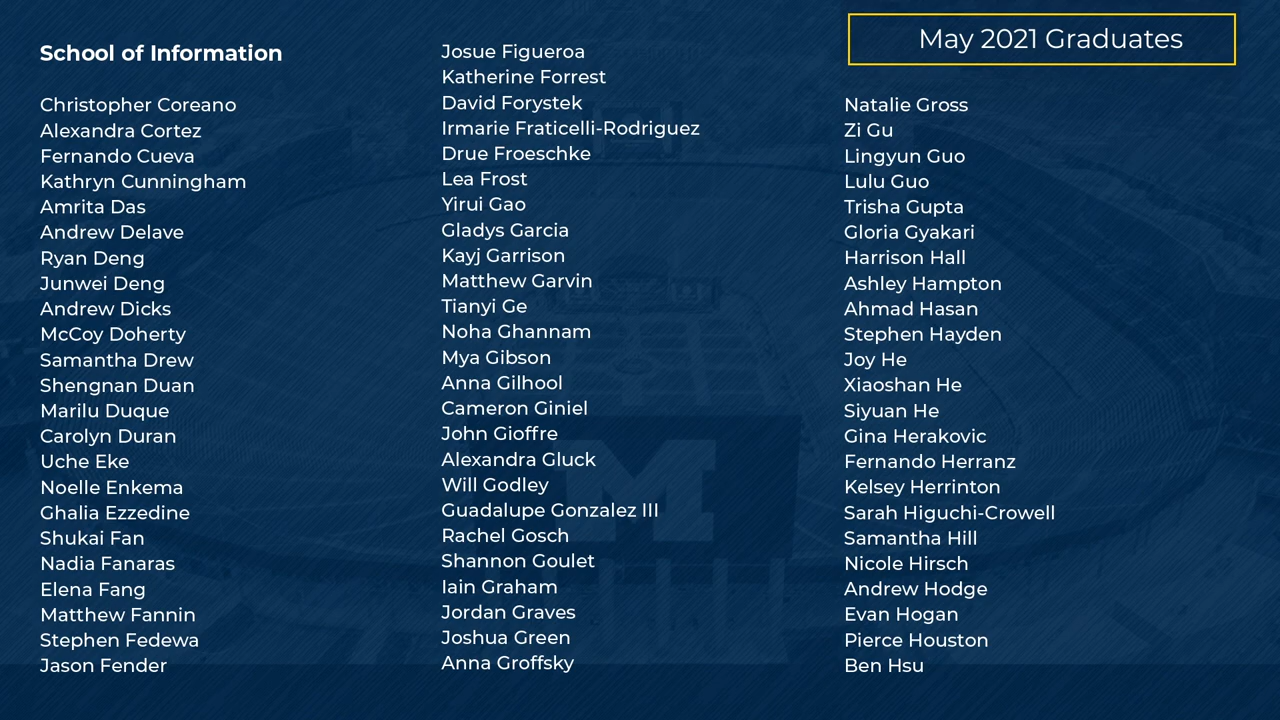 School of Information
Christopher Coreano
Alexandra Cortez
Fernando Cueva
Kathryn Cunningham
Amrita Das
Andrew Delave
Ryan Deng
Junwei Deng
Andrew Dicks
McCoy Doherty
Samantha Drew
Shengnan Duan
Marilu Duque
Carolyn Duran
Uche Eke
Noelle Enkema
Ghalia Ezzedine
Shukai Fan
Nadia Fanaras
Elena Fang
Matthew Fannin
Stephen Fedewa
Jason Fender
Josue Figueroa
Katherine Forrest
David Forystek
Irmarie Fraticelli-Rodriguez
Drue Froeschke
Lea Frost
Yirui Gao
Gladys Garcia
Kayj Garrison
Matthew Garvin
Tianyi Ge
Noha Ghannam
Mya Gibson
Anna Gilhool
Cameron Giniel
John Gioffre
Alexandra Gluck
Will Godley
Guadalupe Gonzalez III
Rachel Gosch
Shannon Goulet
Iain Graham
Jordan Graves
Joshua Green
Anna Groffsky
May 2021 Graduates
Natalie Gross
Zi Gu
Lingyun Guo
Lulu Guo
Trisha Gupta
Gloria Gyakari
Harrison Hall
Ashley Hampton
Ahmad Hasan
Stephen Hayden
Joy He
Xiaoshan He
Siyuan He
Gina Herakovic
Fernando Herranz
Kelsey Herrinton
Sarah Higuchi-Crowell
Samantha Hill
Nicole Hirsch
Andrew Hodge
Evan Hogan
Pierce Houston
Ben Hsu
M